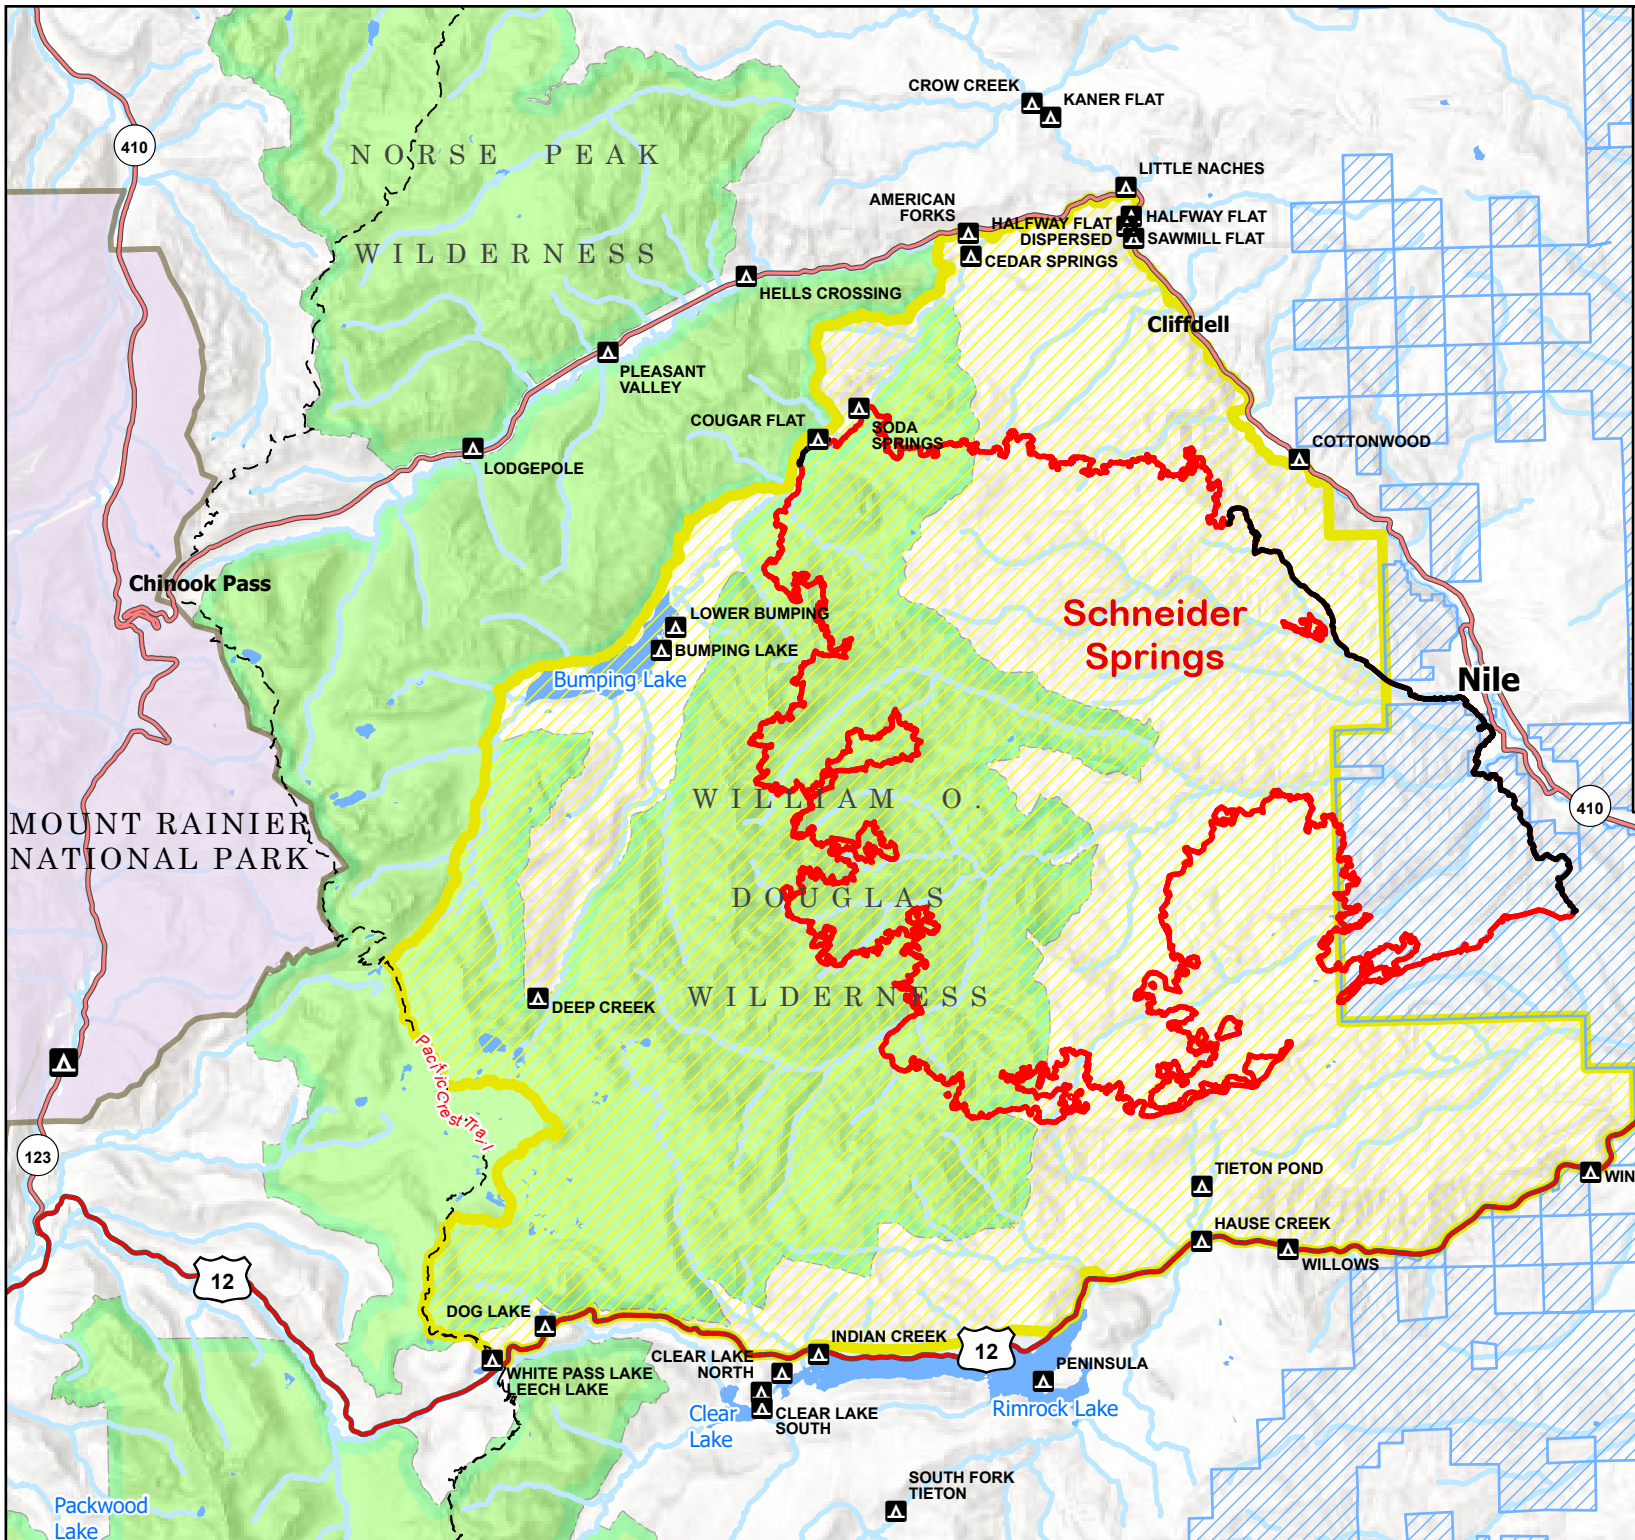 CROW CREEK
KANER FLAT
410
NORSE PEAK
LITTLE NACHES
AMERICAN
FORKS
HALFWAY FLAT
HALFWAY FLAT
DISPERSED
SAWMILL FLAT
WILDERNESS
CEDAR SPRINGS
HELLS CROSSING
Cliffdell
PLEASANT
VALLEY
COUGAR FLAT
SODA
SPRINGS
COTTONWOOD
LODGEPOLE
Chinook Pass
Schneider
Springs
LOWER BUMPING
BUMPING LAKE
Bumping Lake
Nile
WILLIAM O.
410
MOUNT RAINIER
NATIONAL PARK
DOUGLAS
WILDERNESS
DEEP CREEK
Pacific Crest Trail
123
TIETON POND
WIN
HAUSE CREEK
WILLOWS
12
DOG LAKE
INDIAN CREEK
12
CLEAR LAKE
NORTH
PENINSULA
WHITE PASS LAKE
LEECH LAKE
Rimrock Lake
Clear
Lake
CLEAR LAKE
SOUTH
SOUTH FORK
TIETON
Packwood
Lake